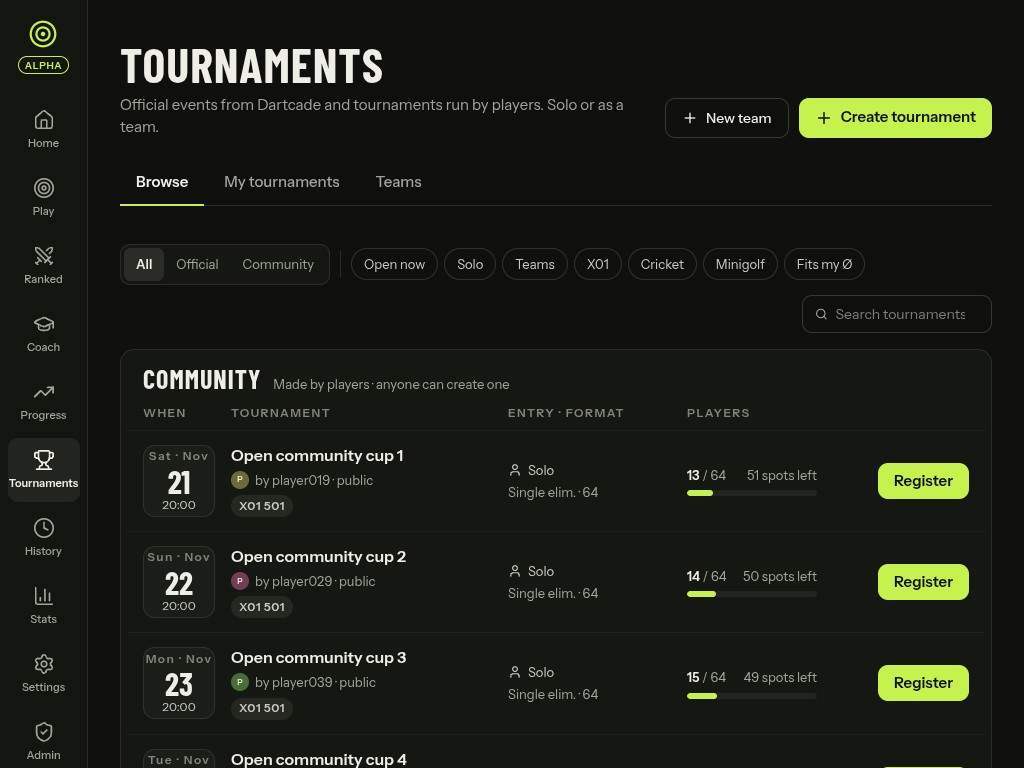 ALPHA
Home
Play
Ranked
Coach
Progress
Tournaments
History
Stats
Settings
Admin
TOURNAMENTS
Official events from Dartcade and tournaments run by players. Solo or as a
team.
New team
Create tournament
Browse
My tournaments
Teams
All
Official
Community
Open now
Solo
Teams
X01
Cricket
Minigolf
Fits my Ø
Search tournaments
COMMUNITY
Made by players · anyone can create one
WHEN
TOURNAMENT
ENTRY · FORMAT
PLAYERS
Sat · Nov
21
20:00
Open community cup 1
P
by player019 · public
X01 501
Solo
Single elim. · 64
13 / 64
51 spots left
Register
Sun · Nov
22
20:00
Open community cup 2
P
by player029 · public
X01 501
Solo
Single elim. · 64
14 / 64
50 spots left
Register
Mon · Nov
23
20:00
Open community cup 3
P
by player039 · public
X01 501
Solo
Single elim. · 64
15 / 64
49 spots left
Register
Tue · Nov
Open community cup 4